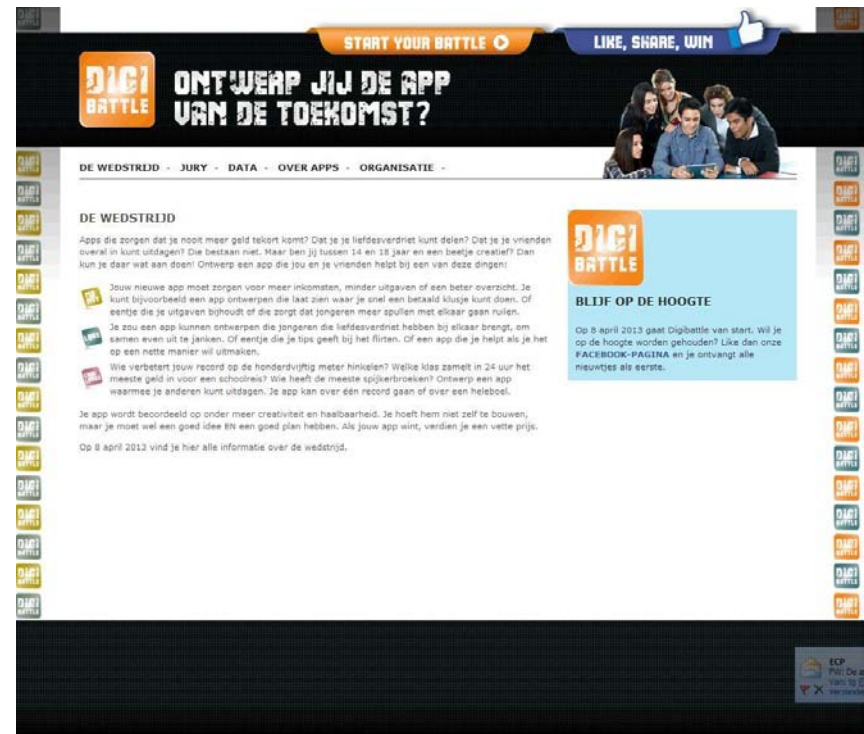 START YOUR BATTLE
LIKE, SHARE, WIN
DIGI
BATTLE
ONTWERP JIJ DE APP
VAN DE TOEKOMST?
DE WEDSTRIJD - JURY - DATA - OVER APPS - ORGANISATIE -
DE WEDSTRIJD
Apps die zorgen dat je nooit meer geld tekort komt? Dat je je liefdesverdriet kunt delen? Dat je je vrienden
overal in kunt uitdagen? Die bestaan niet. Maar ben jij tussen 14 en 18 jaar en een beetje creatief? Dan
kun je daar wat aan doen! Ontwerp een app die jou en je vrienden helpt bij een van deze dingen:
Jouw nieuwe app moet zorgen voor meer inkomsten, minder uitgaven of een beter overzicht. Je
kunt bijvoorbeeld een app ontwerpen die laat zien waar je snel een betaald klusje kunt doen. Of
eentje die je uitgaven bijhoudt of die zorgt dat jongeren meer spullen met elkaar gaan ruilen.
Je zou een app kunnen ontwerpen die jongeren die liefdesverdriet hebben bij elkaar brengt, om
samen even uit te janken. Of eentje die je tips geeft bij het flirten. Of een app die je helpt als je het
op een nette manier wil uitmaken.
Wie verbetert jouw record op de honderdvijftig meter hinkelen? Welke klas zamelt in 24 uur het
meeste geld in voor een schoolreis? Wie heeft de meeste spijkerbroeken? Ontwerp een app
waarmee je anderen kunt uitdagen. Je app kan over één record gaan of over een heleboel.
Je app wordt beoordeeld op onder meer creativiteit en haalbaarheid. Je hoeft hem niet zelf te bouwen,
maar je moet wel een goed idee EN een goed plan hebben. Als jouw app wint, verdien je een vette prijs.
Op 8 april 2013 vind je hier alle informatie over de wedstrijd.
DIGI
BATTLE
BLIJF OP DE HOOGTE
Op 8 april 2013 gaat Digibattle van start. Wil je
op de hoogte worden gehouden? Like dan onze
FACEBOOK-PAGINA en je ontvangt alle
nieuwtjes als eerste.
ECP